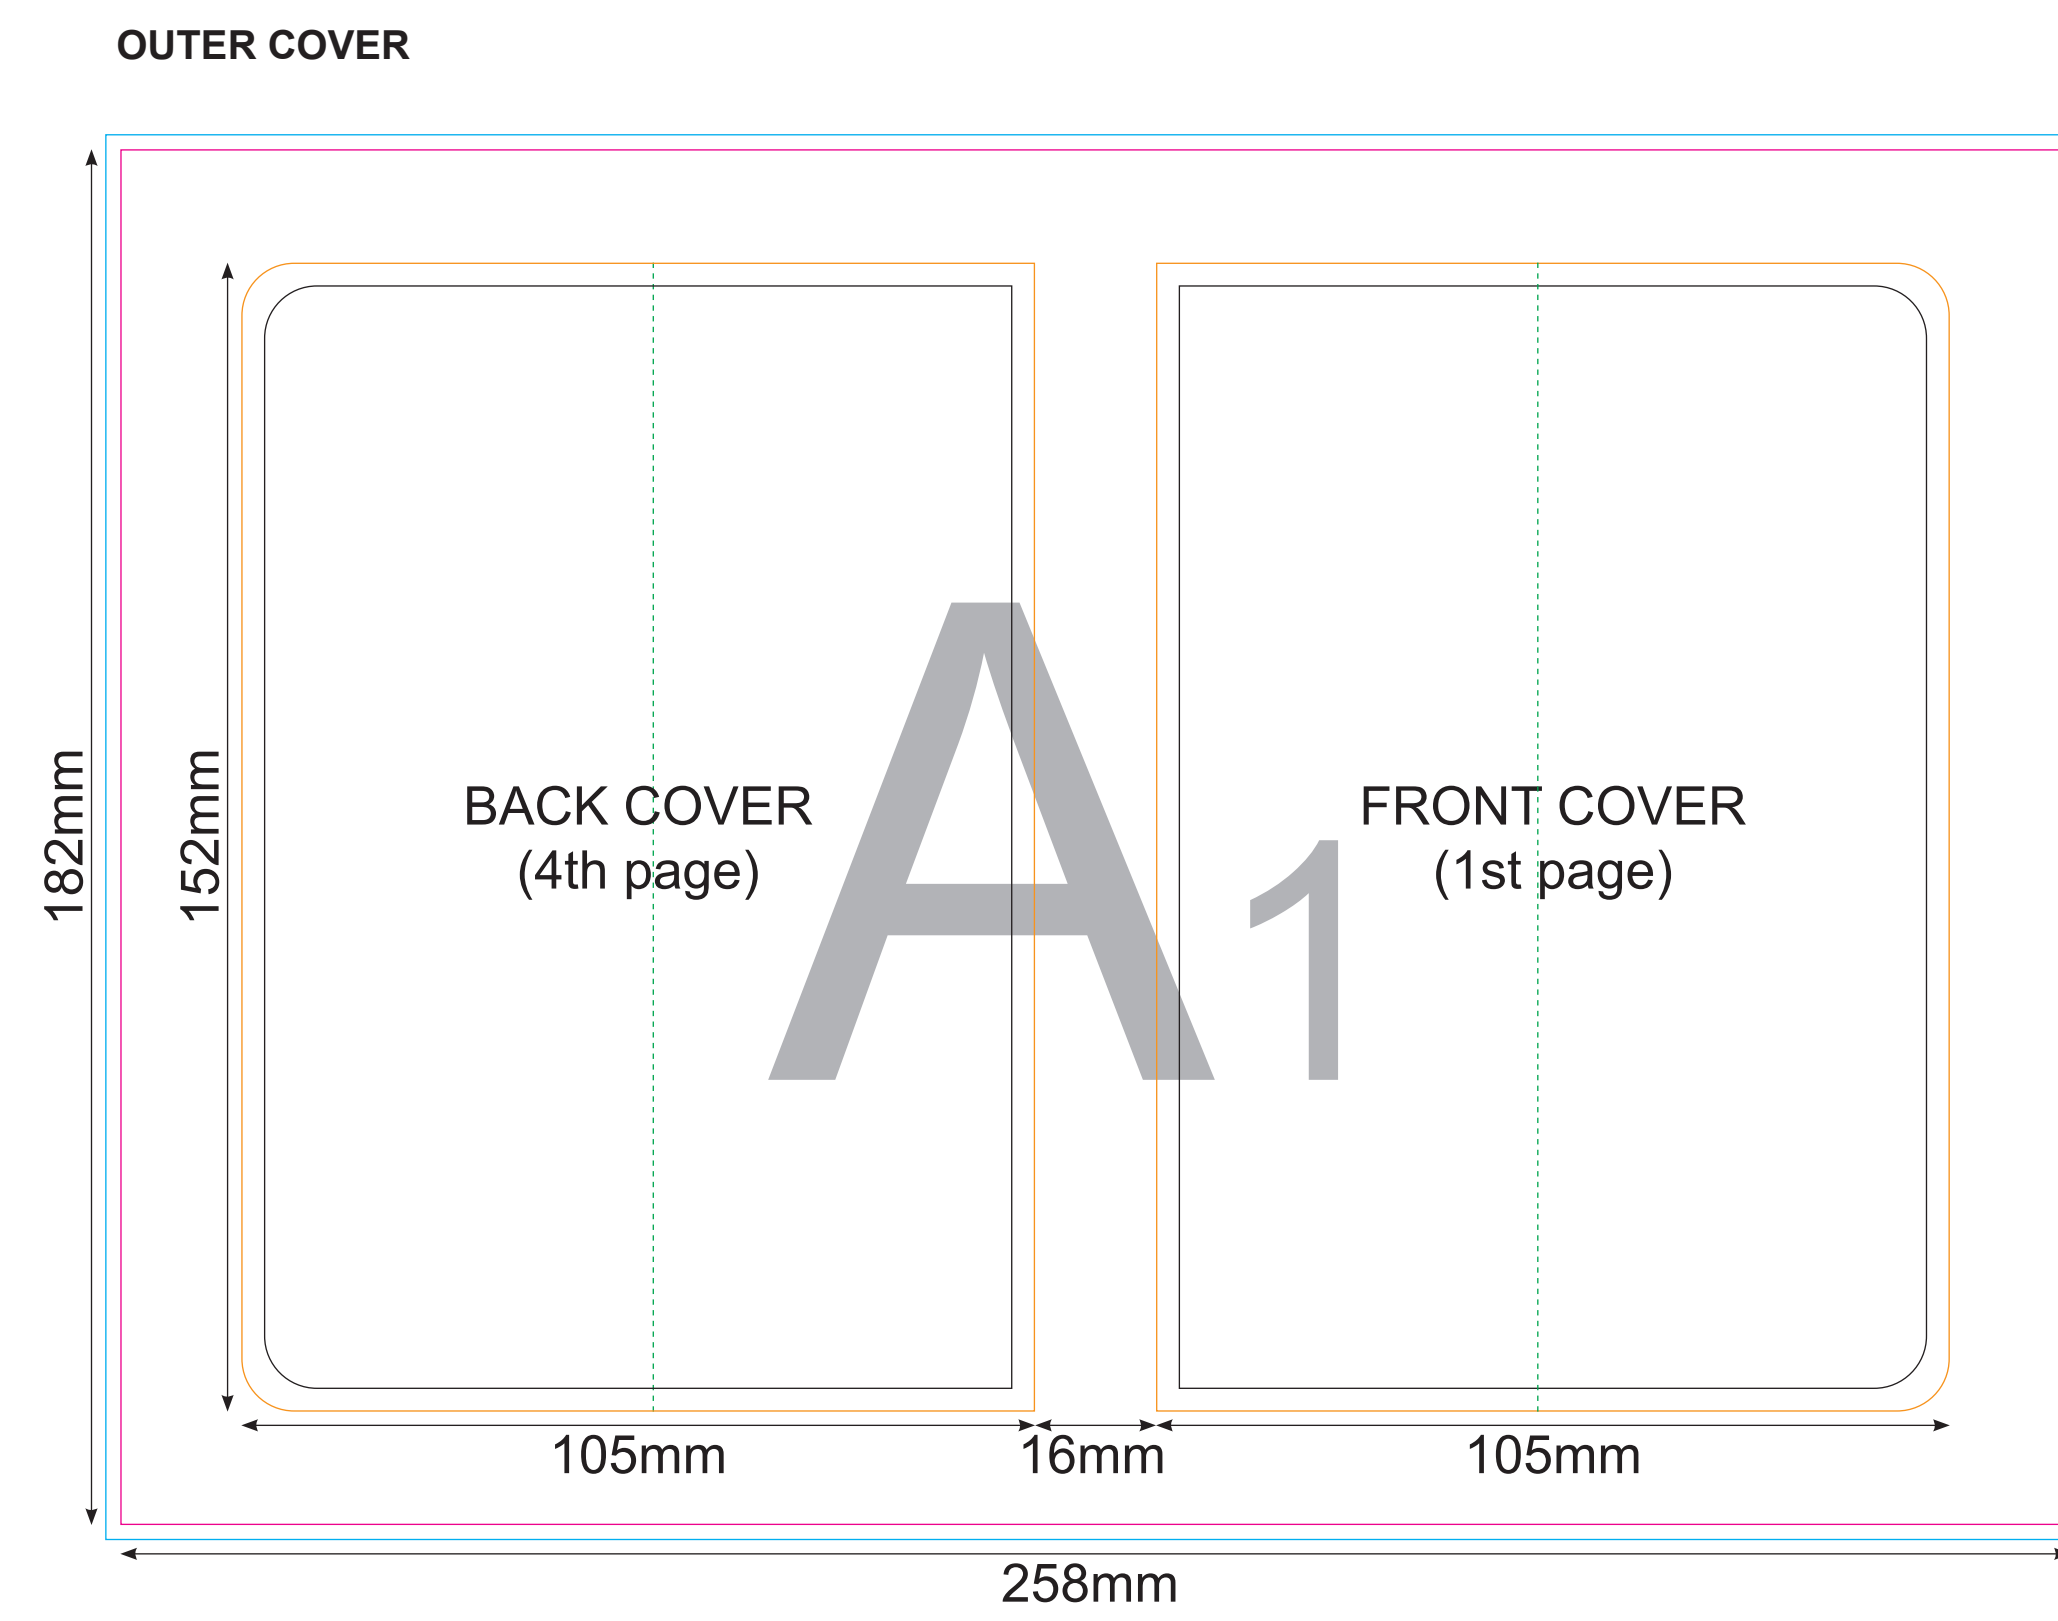 OUTER COVER
182mm
152mm
BACK COVER
(4th page)
A1
FRONT COVER
(1st page)
105mm
16mm
105mm
258mm